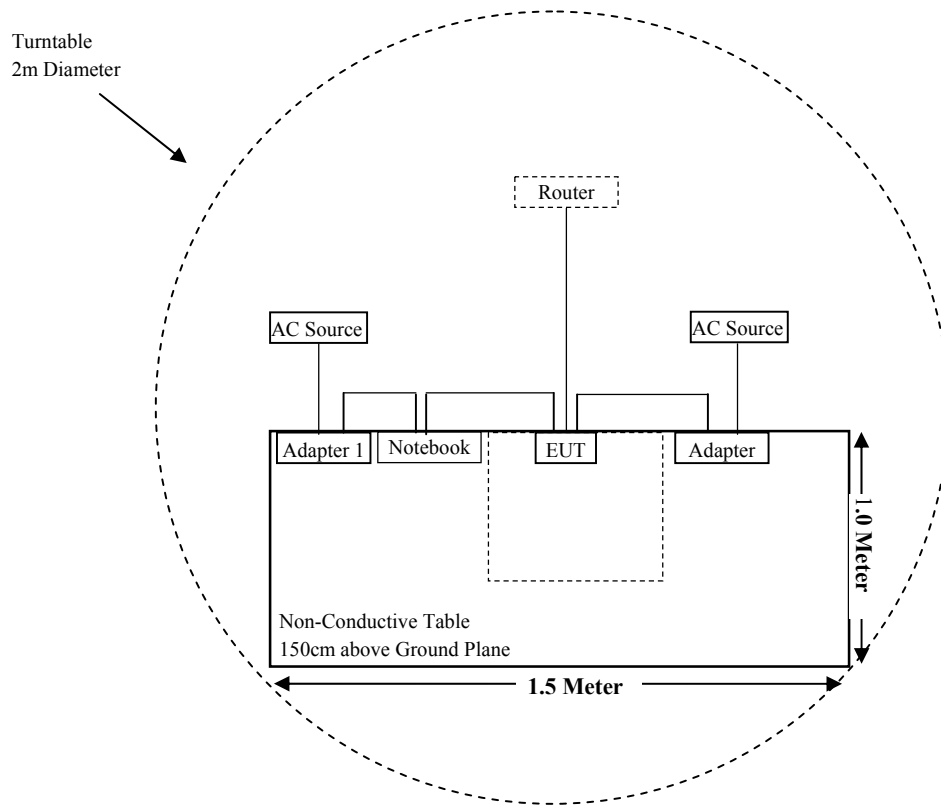 Turntable
2m Diameter
Router
AC Source
AC Source
Adapter 1
Notebook
EUT
Adapter
1.0 Meter
Non-Conductive Table
150cm above Ground Plane
1.5 Meter